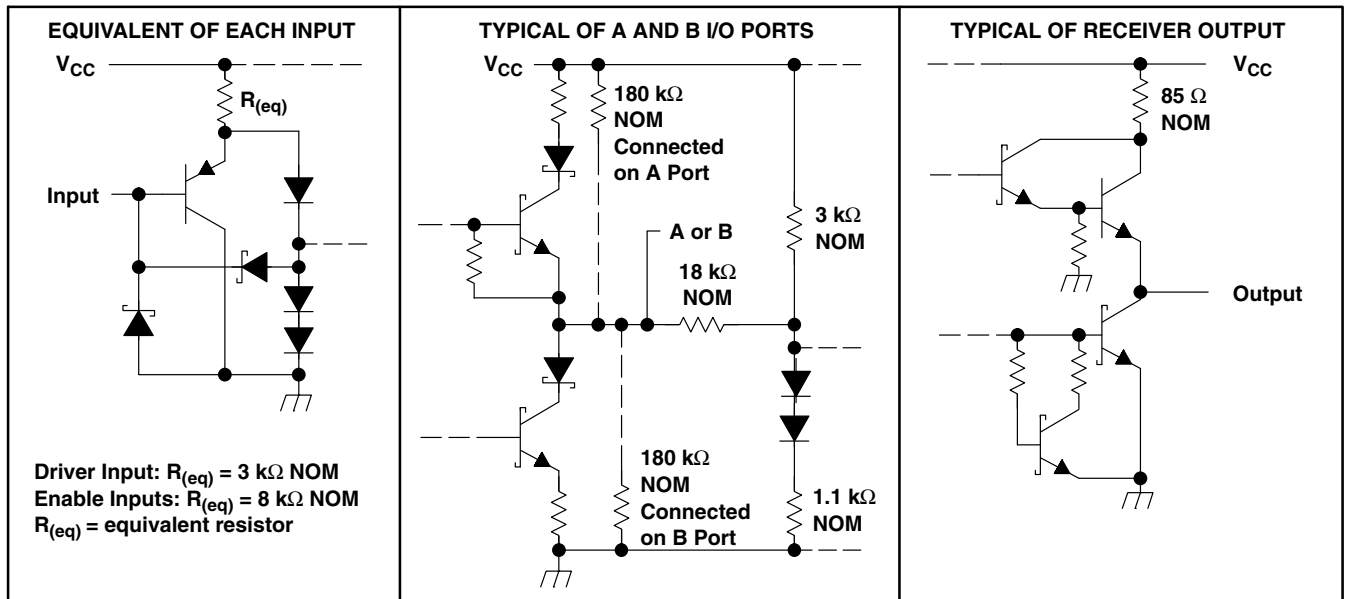 EQUIVALENT OF EACH INPUT
VCC
R(eq)
Input
Driver Input: R(eq) = 3 kΩ NOM
Enable Inputs: R(eq) = 8 kΩ NOM
R(eq) = equivalent resistor
TYPICAL OF A AND B I/O PORTS
VCC
180 kΩ
NOM
Connected
on A Port
3 kΩ
NOM
A or B
18 kΩ
NOM
180 kΩ
NOM
Connected
on B Port
1.1 kΩ
NOM
TYPICAL OF RECEIVER OUTPUT
VCC
85 Ω
NOM
Output